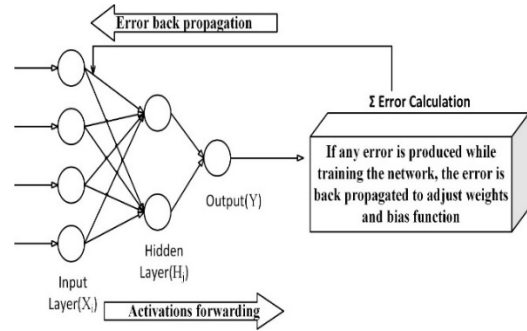 Error back propagation
Σ Error Calculation
If any error is produced while
training the network, the error is
back propagated to adjust weights
and bias function
Output(Y)
Hidden
Layer(Hj)
Input
Layer(Xi)
Activations forwarding